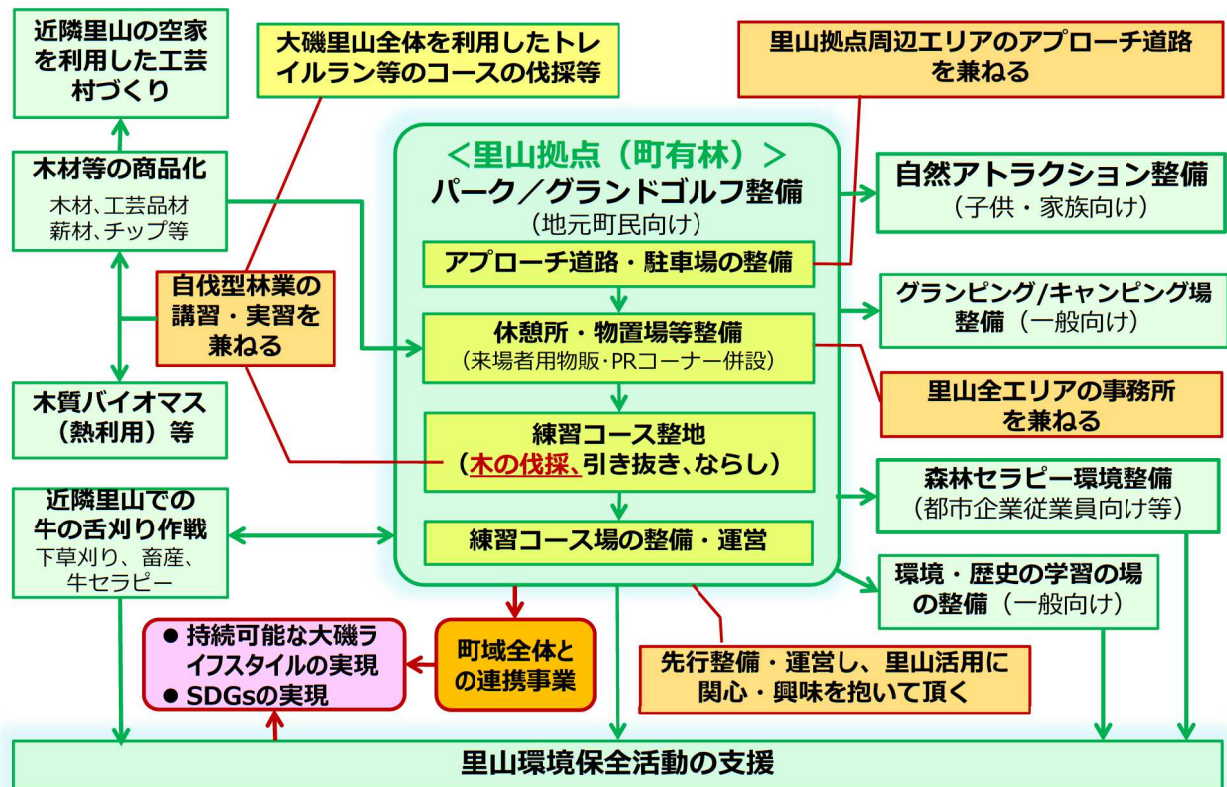 近隣里山の空家
を利用した工芸
村づくり
大磯里山全体を利用したトレ
イルラン等のコースの伐採等
里山拠点周辺エリアのアプローチ道路
を兼ねる
木材等の商品化
木材、工芸品材
薪材、チップ等
＜里山拠点（町有林）＞
パーク／グランドゴルフ整備
（地元町民向け）
アプローチ道路・駐車場の整備
休憩所・物置場等整備
（来場者用物販・PRコーナー併設）
練習コース整地
（木の伐採、引き抜き、ならし）
練習コース場の整備・運営
自然アトラクション整備
（子供・家族向け）
グランピング/キャンピング場
整備（一般向け）
自伐型林業の
講習・実習を
兼ねる
里山全エリアの事務所
を兼ねる
木質バイオマス
（熱利用）等
森林セラピー環境整備
（都市企業従業員向け等）
近隣里山での
牛の舌刈り作戦
下草刈り、畜産、
牛セラピー
環境・歴史の学習の場
の整備（一般向け）
● 持続可能な大磯ラ
イフスタイルの実現
● SDGsの実現
町域全体と
の連携事業
先行整備・運営し、里山活用に
関心・興味を抱いて頂く
里山環境保全活動の支援